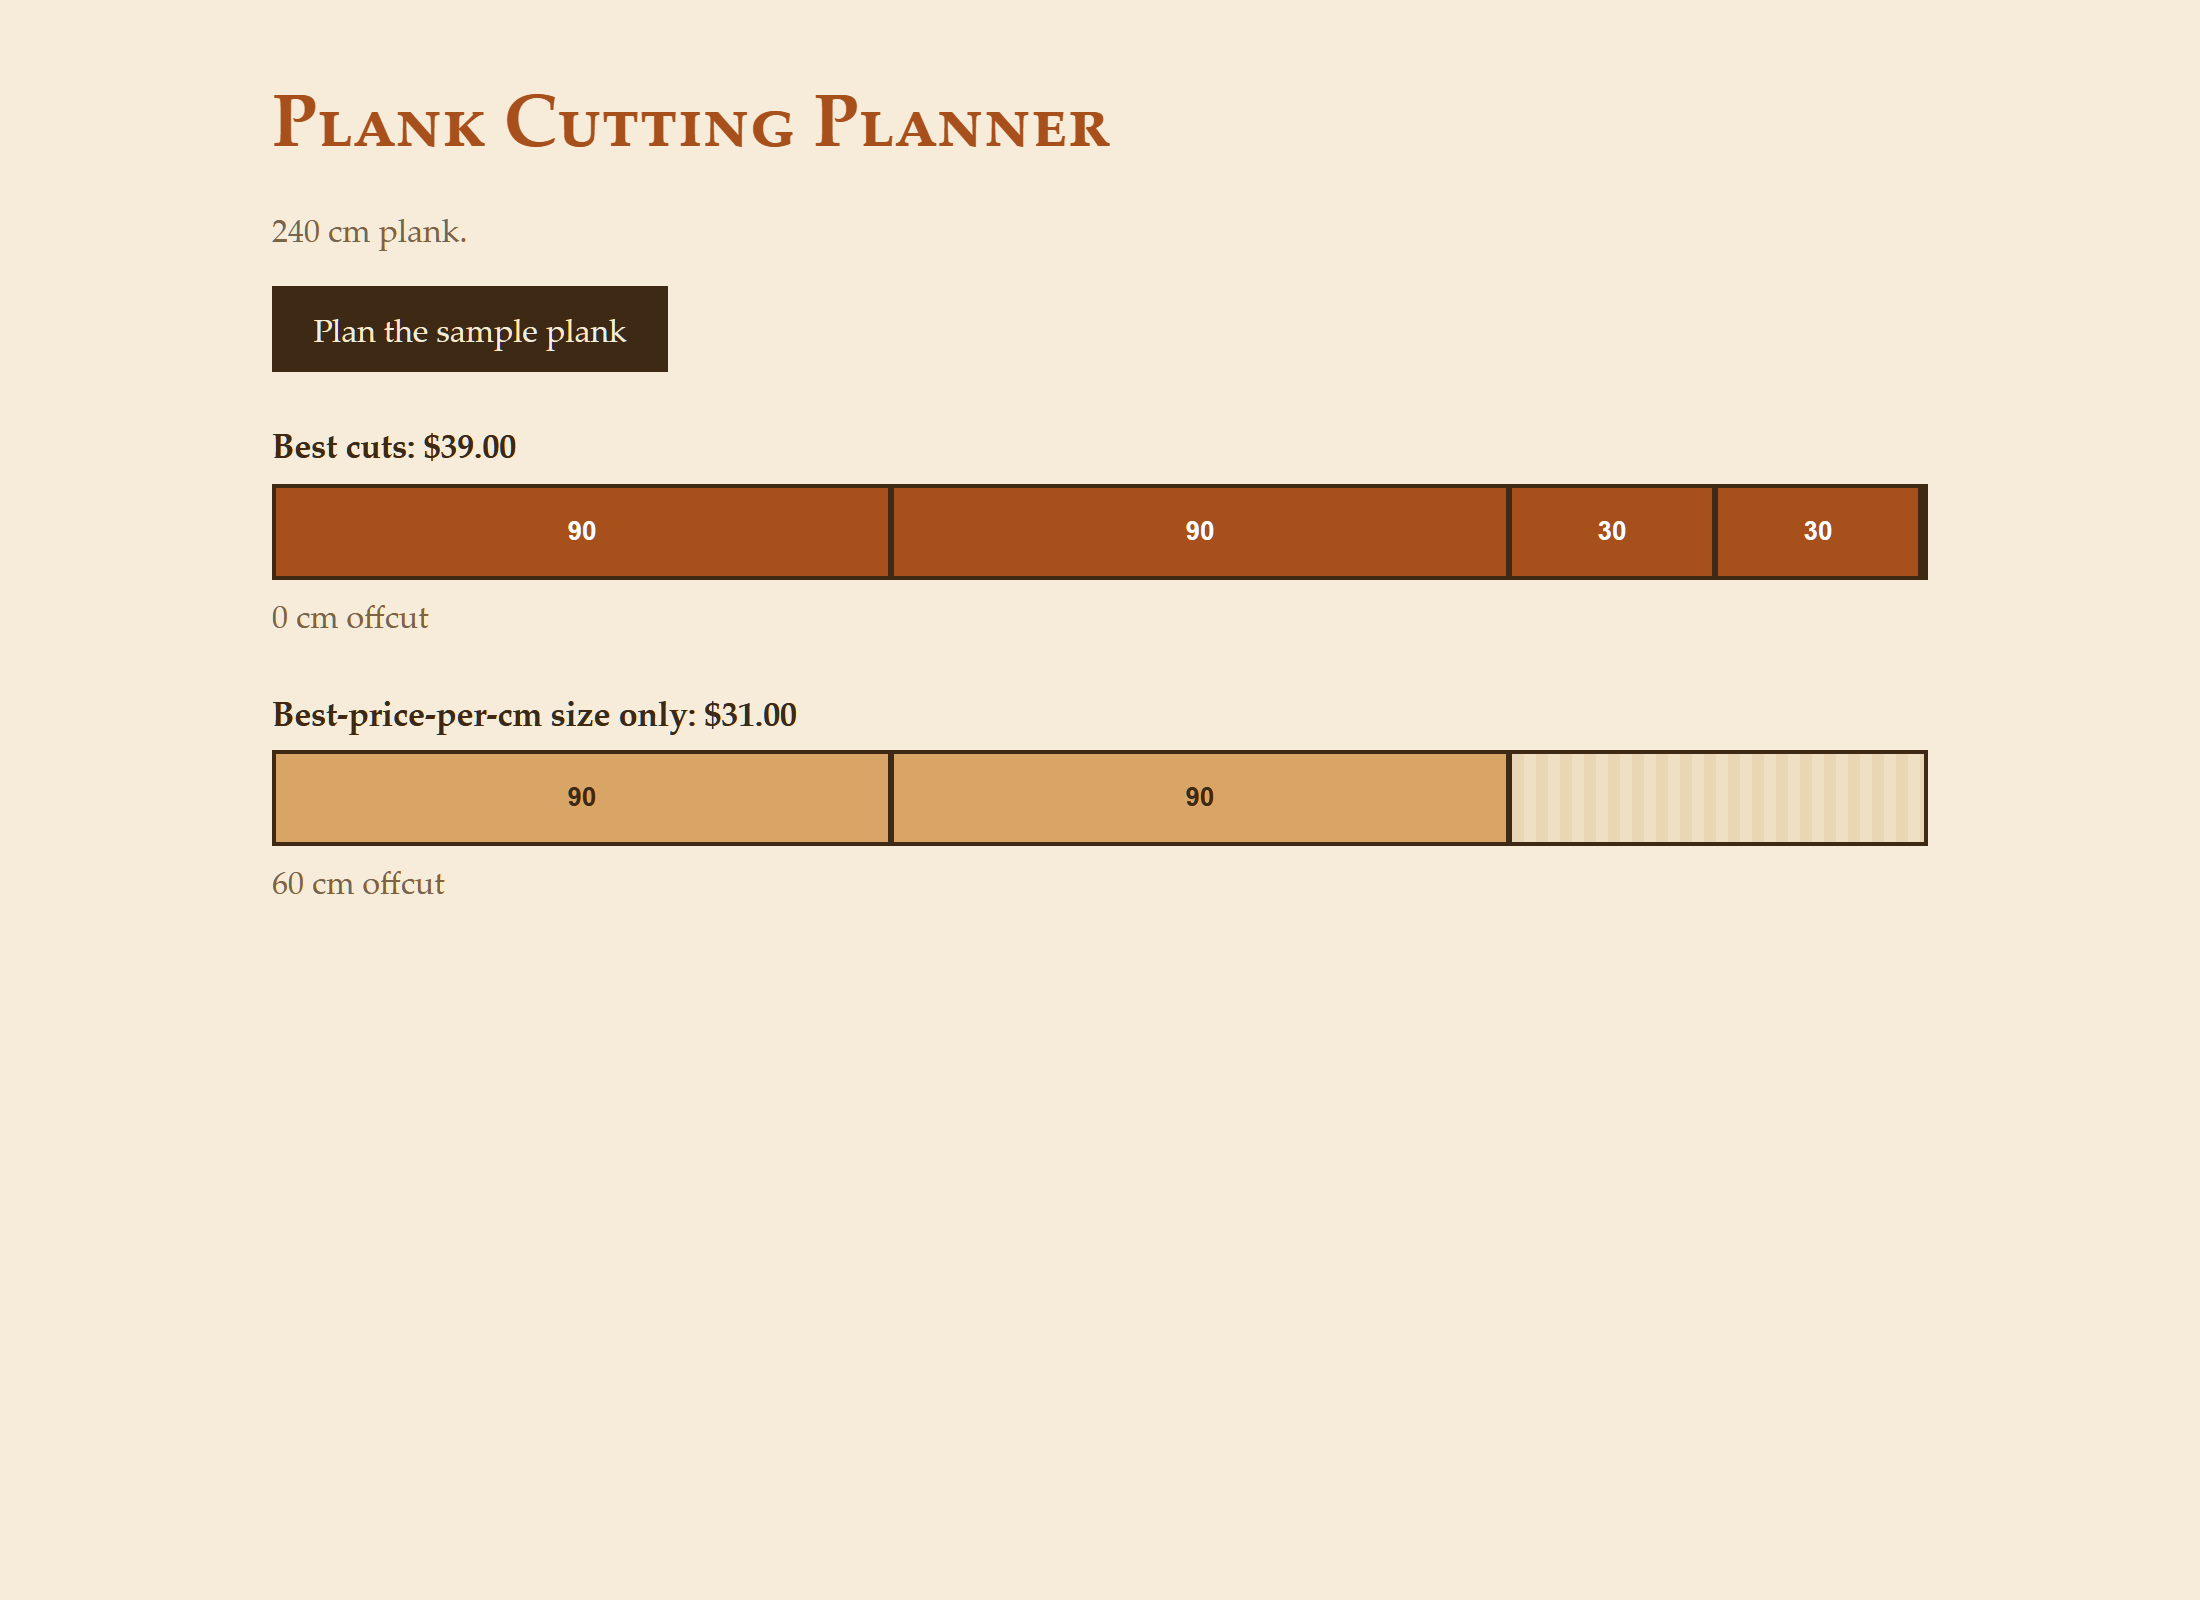 Plank Cutting Planner
240 cm plank.
Plan the sample plank
Best cuts: $39.00
90 90 30 30
0 cm offcut
Best-price-per-cm size only: $31.00
90 90
60 cm offcut